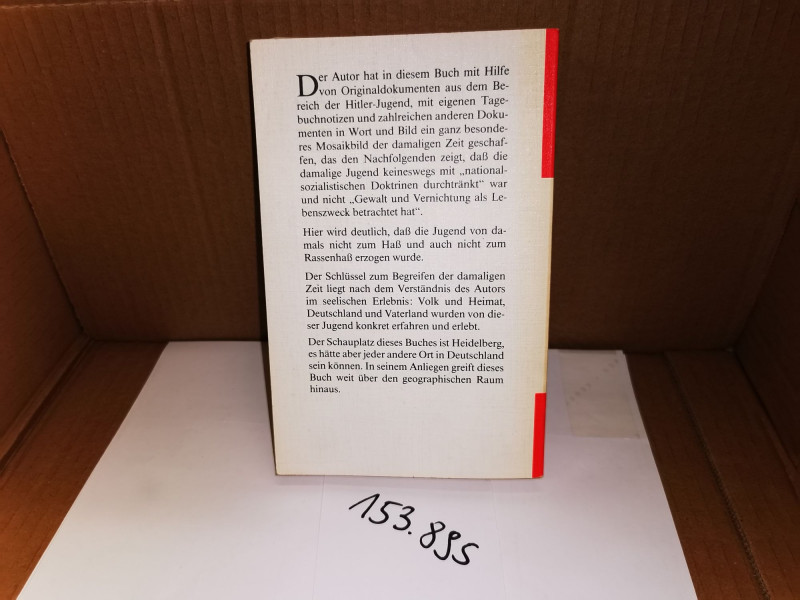 Der Autor hat in diesem Buch mit Hilfe
von Originaldokumenten aus dem Be-
reich der Hitler-Jugend, mit eigenen Tage-
buchnotizen und zahlreichen anderen Doku-
menten in Wort und Bild ein ganz besonde-
res Mosaikbild der damaligen Zeit geschaf-
fen, das den Nachfolgenden zeigt, daß die
damalige Jugend keineswegs mit „national-
sozialistischen Doktrinen durchtränkt“ war
und nicht „Gewalt und Vernichtung als Le-
benszweck betrachtet hat“.
Hier wird deutlich, daß die Jugend von da-
mals nicht zum Haß und auch nicht zum
Rassenhaß erzogen wurde.
Der Schlüssel zum Begreifen der damaligen
Zeit liegt nach dem Verständnis des Autors
im seelischen Erlebnis: Volk und Heimat,
Deutschland und Vaterland wurden von die-
ser Jugend konkret erfahren und erlebt.
Der Schauplatz dieses Buches ist Heidelberg,
es hätte aber jeder andere Ort in Deutschland
sein können. In seinem Anliegen greift dieses
Buch weit über den geographischen Raum
hinaus.
153.895